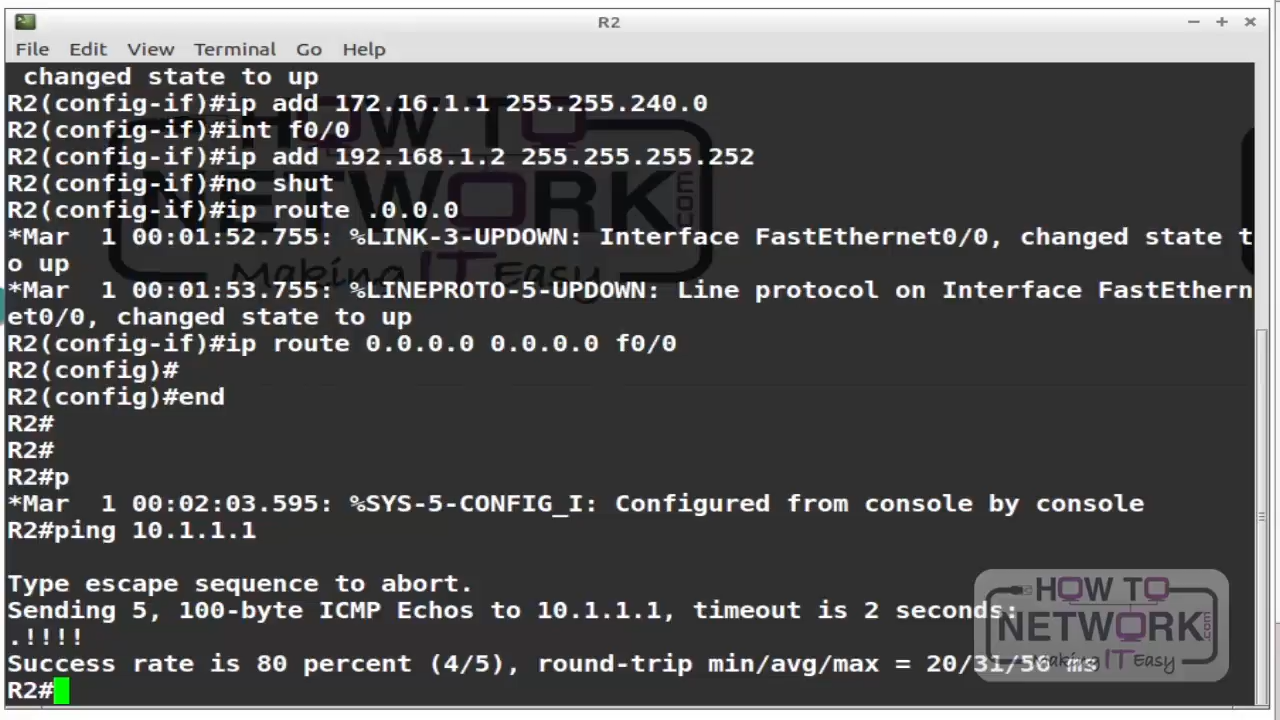 R2
File Edit View Terminal Go Help
changed state to up
R2(config-if)#ip add 172.16.1.1 255.255.240.0
R2(config-if)#int f0/0
R2(config-if)#ip add 192.168.1.2 255.255.255.252
R2(config-if)#no shut
R2(config-if)#ip route .0.0.0
*Mar  1 00:01:52.755: %LINK-3-UPDOWN: Interface FastEthernet0/0, changed state t
o up
*Mar  1 00:01:53.755: %LINEPROTO-5-UPDOWN: Line protocol on Interface FastEthern
et0/0, changed state to up
R2(config-if)#ip route 0.0.0.0 0.0.0.0 f0/0
R2(config)#
R2(config)#end
R2#
R2#
R2#p
*Mar  1 00:02:03.595: %SYS-5-CONFIG_I: Configured from console by console
R2#ping 10.1.1.1
Type escape sequence to abort.
Sending 5, 100-byte ICMP Echos to 10.1.1.1, timeout is 2 seconds:
.!!!!
Success rate is 80 percent (4/5), round-trip min/avg/max = 20/31/56 ms
R2#
HOW TO
NETWORK.com
Making IT Easy
HOW TO
NETWORK.com
Making IT Easy